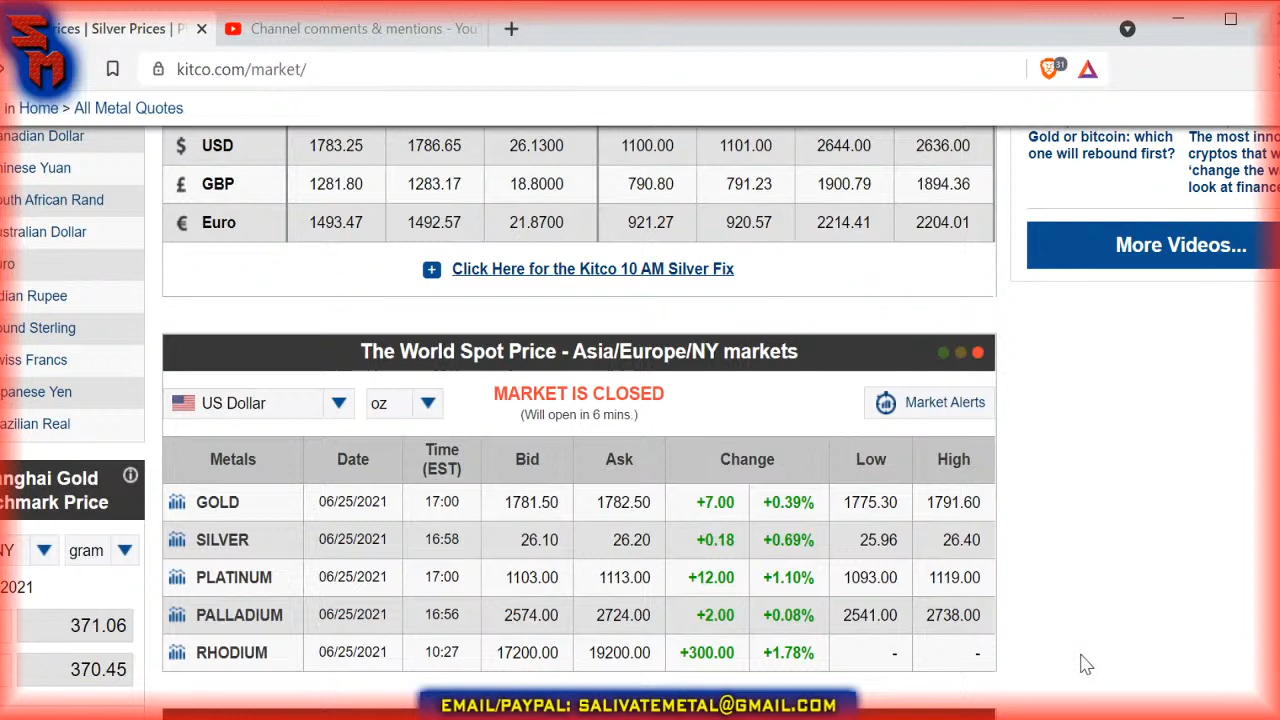 SM
rices | Silver Prices | P
Channel comments & mentions - You
kitco.com/market/
31
in Home > All Metal Quotes
anadian Dollar
hinese Yuan
outh African Rand
ustralian Dollar
uro
dian Rupee
ound Sterling
wiss Francs
apanese Yen
azilian Real
$ USD 1783.25 1786.65 26.1300 1100.00 1101.00 2644.00 2636.00
£ GBP 1281.80 1283.17 18.8000 790.80 791.23 1900.79 1894.36
€ Euro 1493.47 1492.57 21.8700 921.27 920.57 2214.41 2204.01
Click Here for the Kitco 10 AM Silver Fix
Gold or bitcoin: which
one will rebound first?
The most inno
cryptos that w
‘change the w
look at finance
More Videos...
The World Spot Price - Asia/Europe/NY markets
US Dollar
oz
MARKET IS CLOSED
(Will open in 6 mins.)
Market Alerts
Metals Date Time (EST) Bid Ask Change Low High
GOLD 06/25/2021 17:00 1781.50 1782.50 +7.00 +0.39% 1775.30 1791.60
SILVER 06/25/2021 16:58 26.10 26.20 +0.18 +0.69% 25.96 26.40
PLATINUM 06/25/2021 17:00 1103.00 1113.00 +12.00 +1.10% 1093.00 1119.00
PALLADIUM 06/25/2021 16:56 2574.00 2724.00 +2.00 +0.08% 2541.00 2738.00
RHODIUM 06/25/2021 10:27 17200.00 19200.00 +300.00 +1.78% - -
anghai Gold
chmark Price
NY
gram
2021
371.06
370.45
EMAIL/PAYPAL: SALIVATEMETAL@GMAIL.COM